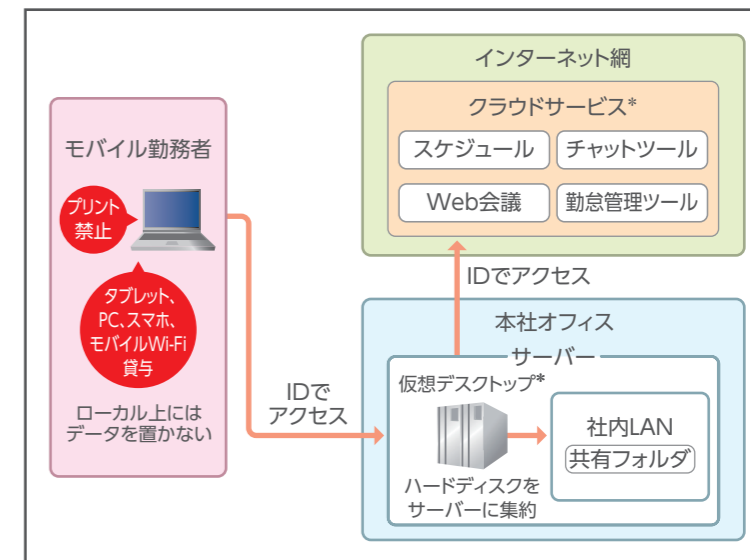 モバイル勤務者
プリント
禁止
タブレット、
PC、スマホ、
モバイルWi-Fi
貸与
ローカル上には
データを置かない
IDで
アクセス
インターネット網
クラウドサービス*
スケジュール
チャットツール
Web会議
勤怠管理ツール
IDでアクセス
本社オフィス
サーバー
仮想デスクトップ*
ハードディスクを
サーバーに集約
社内LAN
共有フォルダ